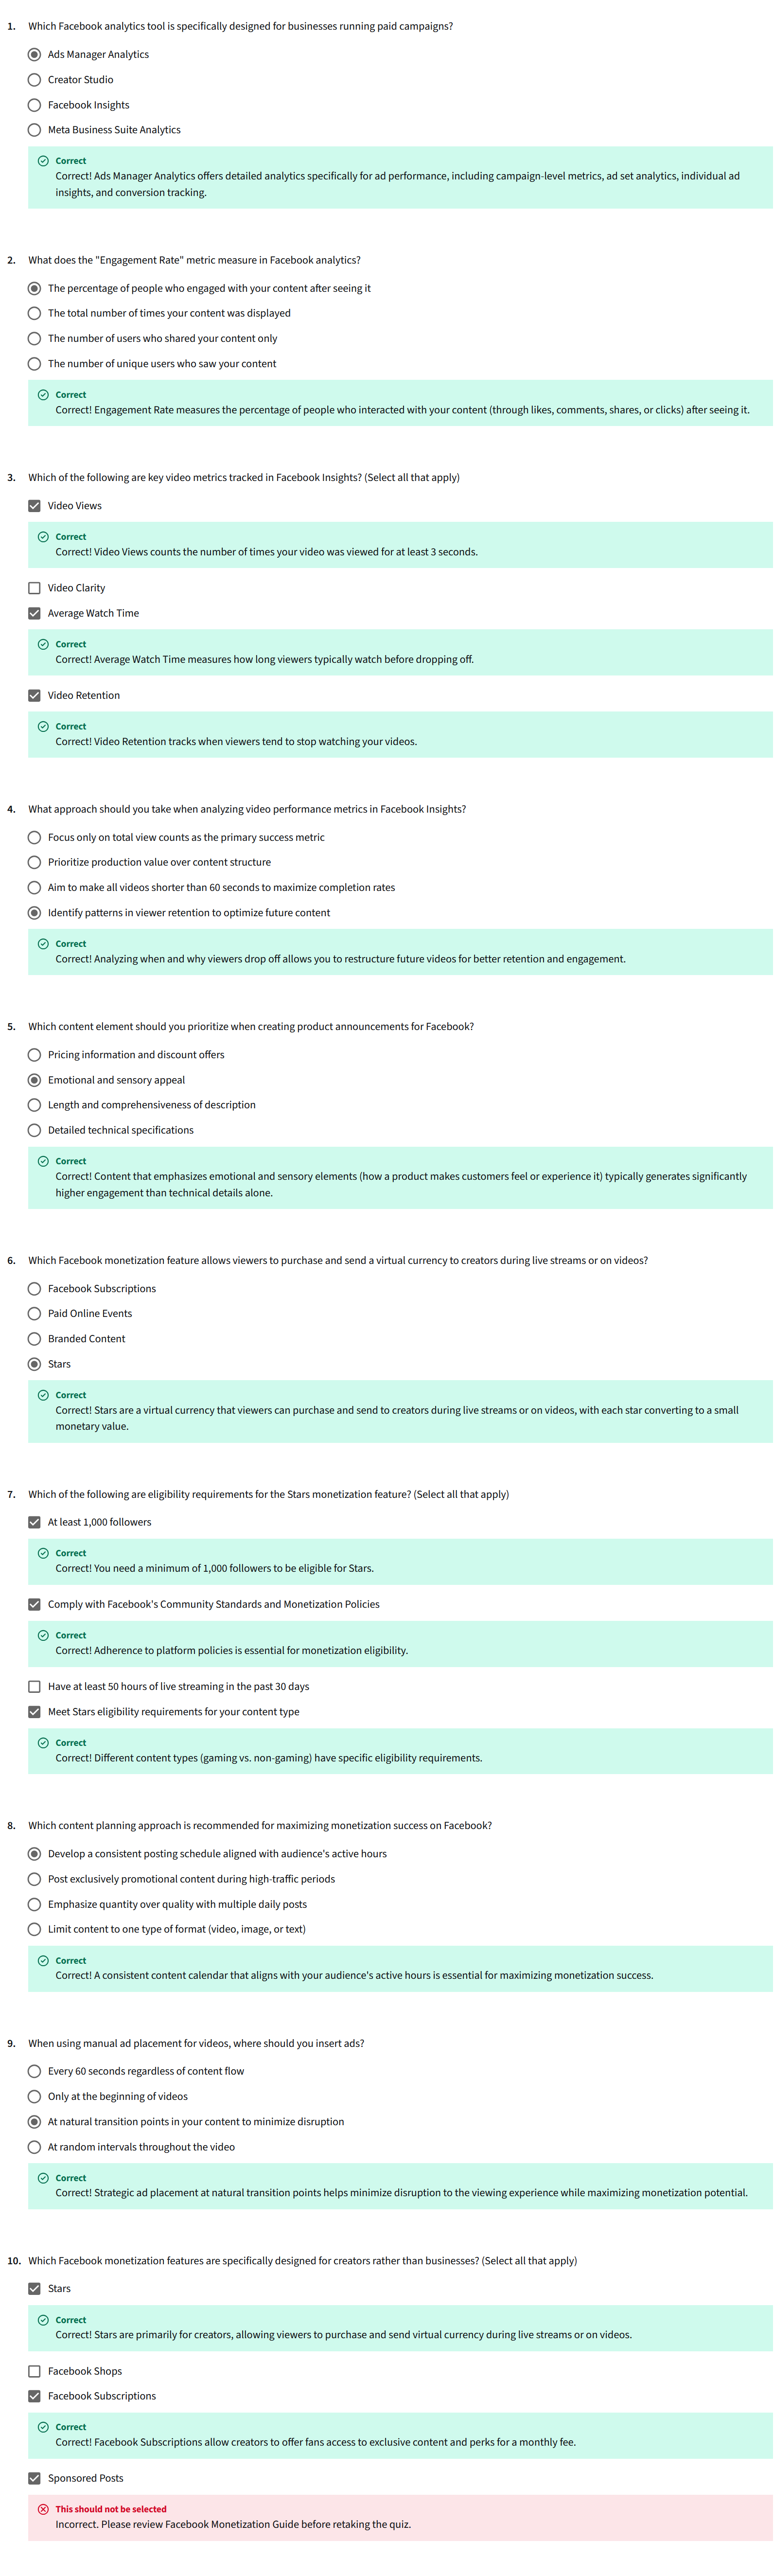 1. Which Facebook analytics tool is specifically designed for businesses running paid campaigns?
Ads Manager Analytics
Creator Studio
Facebook Insights
Meta Business Suite Analytics
Correct
Correct! Ads Manager Analytics offers detailed analytics specifically for ad performance, including campaign-level metrics, ad set analytics, individual ad
insights, and conversion tracking.
2. What does the "Engagement Rate" metric measure in Facebook analytics?
The percentage of people who engaged with your content after seeing it
The total number of times your content was displayed
The number of users who shared your content only
The number of unique users who saw your content
Correct
Correct! Engagement Rate measures the percentage of people who interacted with your content (through likes, comments, shares, or clicks) after seeing it.
3. Which of the following are key video metrics tracked in Facebook Insights? (Select all that apply)
Video Views
Correct
Correct! Video Views counts the number of times your video was viewed for at least 3 seconds.
Video Clarity
Average Watch Time
Correct
Correct! Average Watch Time measures how long viewers typically watch before dropping off.
Video Retention
Correct
Correct! Video Retention tracks when viewers tend to stop watching your videos.
4. What approach should you take when analyzing video performance metrics in Facebook Insights?
Focus only on total view counts as the primary success metric
Prioritize production value over content structure
Aim to make all videos shorter than 60 seconds to maximize completion rates
Identify patterns in viewer retention to optimize future content
Correct
Correct! Analyzing when and why viewers drop off allows you to restructure future videos for better retention and engagement.
5. Which content element should you prioritize when creating product announcements for Facebook?
Pricing information and discount offers
Emotional and sensory appeal
Length and comprehensiveness of description
Detailed technical specifications
Correct
Correct! Content that emphasizes emotional and sensory elements (how a product makes customers feel or experience it) typically generates significantly
higher engagement than technical details alone.
6. Which Facebook monetization feature allows viewers to purchase and send a virtual currency to creators during live streams or on videos?
Facebook Subscriptions
Paid Online Events
Branded Content
Stars
Correct
Correct! Stars are a virtual currency that viewers can purchase and send to creators during live streams or on videos, with each star converting to a small
monetary value.
7. Which of the following are eligibility requirements for the Stars monetization feature? (Select all that apply)
At least 1,000 followers
Correct
Correct! You need a minimum of 1,000 followers to be eligible for Stars.
Comply with Facebook's Community Standards and Monetization Policies
Correct
Correct! Adherence to platform policies is essential for monetization eligibility.
Have at least 50 hours of live streaming in the past 30 days
Meet Stars eligibility requirements for your content type
Correct
Correct! Different content types (gaming vs. non-gaming) have specific eligibility requirements.
8. Which content planning approach is recommended for maximizing monetization success on Facebook?
Develop a consistent posting schedule aligned with audience's active hours
Post exclusively promotional content during high-traffic periods
Emphasize quantity over quality with multiple daily posts
Limit content to one type of format (video, image, or text)
Correct
Correct! A consistent content calendar that aligns with your audience's active hours is essential for maximizing monetization success.
9. When using manual ad placement for videos, where should you insert ads?
Every 60 seconds regardless of content flow
Only at the beginning of videos
At natural transition points in your content to minimize disruption
At random intervals throughout the video
Correct
Correct! Strategic ad placement at natural transition points helps minimize disruption to the viewing experience while maximizing monetization potential.
10. Which Facebook monetization features are specifically designed for creators rather than businesses? (Select all that apply)
Stars
Correct
Correct! Stars are primarily for creators, allowing viewers to purchase and send virtual currency during live streams or on videos.
Facebook Shops
Facebook Subscriptions
Correct
Correct! Facebook Subscriptions allow creators to offer fans access to exclusive content and perks for a monthly fee.
Sponsored Posts
This should not be selected
Incorrect. Please review Facebook Monetization Guide before retaking the quiz.